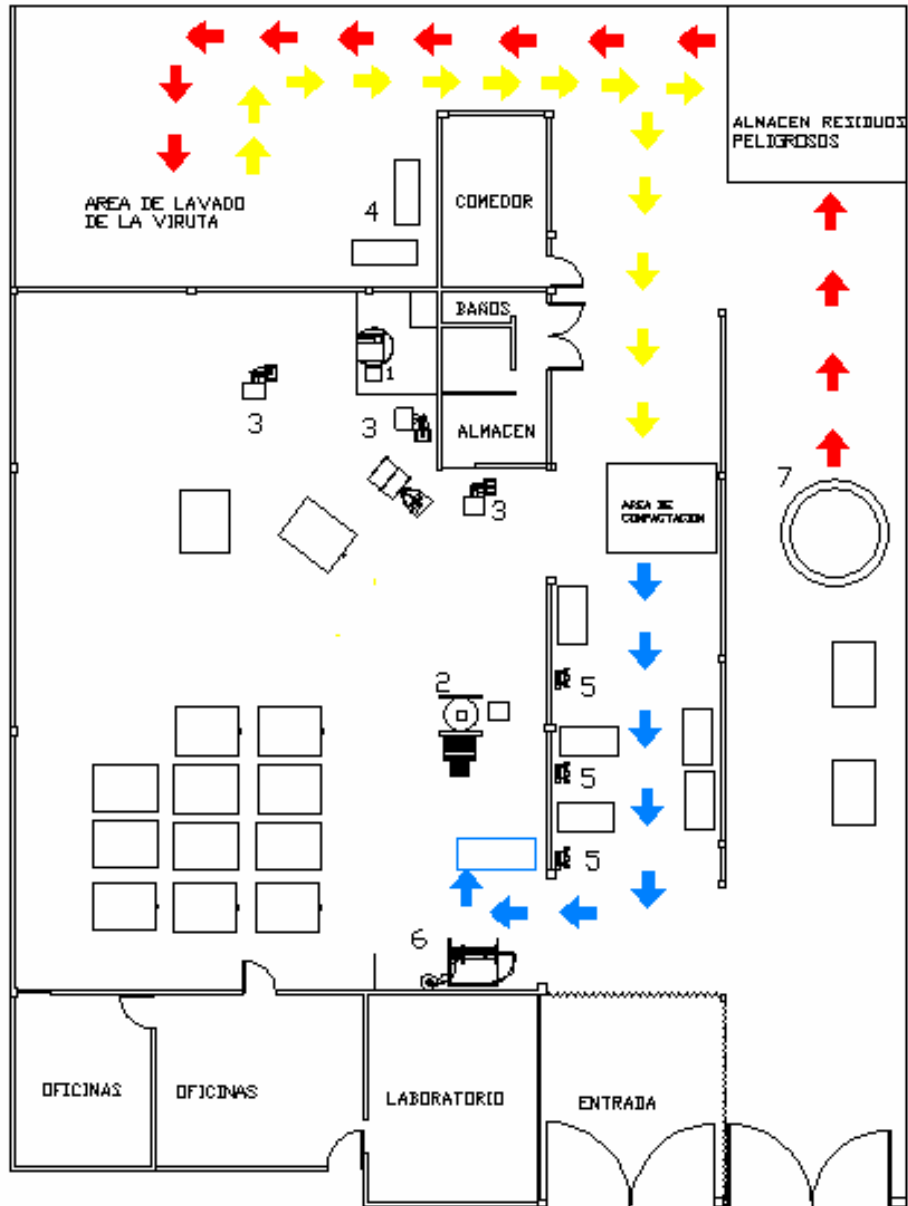 ALMACEN RESIDUOS
PELIGROSOS
AREA DE LAVADO
DE LA VIRUTA
4
COMEDOR
BAÑOS
1
3
3
ALMACEN
3
7
AREA DE
COMPACTACION
2
5
5
5
6
OFICINAS
OFICINAS
LABORATORIO
ENTRADA